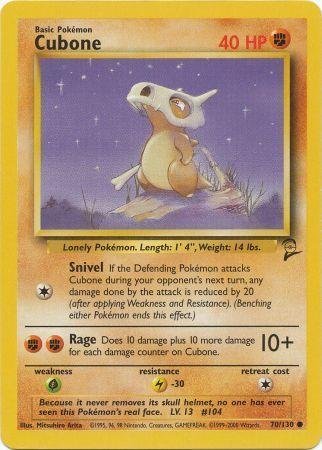 Basic Pokémon
Cubone 40 HP
Lonely Pokémon. Length: 1' 4", Weight: 14 lbs.
Snivel If the Defending Pokémon attacks
Cubone during your opponent's next turn, any
damage done by the attack is reduced by 20
(after applying Weakness and Resistance). (Benching
either Pokémon ends this effect.)
Rage Does 10 damage plus 10 more damage
for each damage counter on Cubone. 10+
weakness resistance retreat cost
-30
Because it never removes its skull helmet, no one has ever
seen this Pokémon's real face. LV. 13 #104
Illus. Mitsuhiro Arita ©1995, 96, 98 Nintendo, Creatures, GAMEFREAK. ©1999-2000 Wizards. 70/130